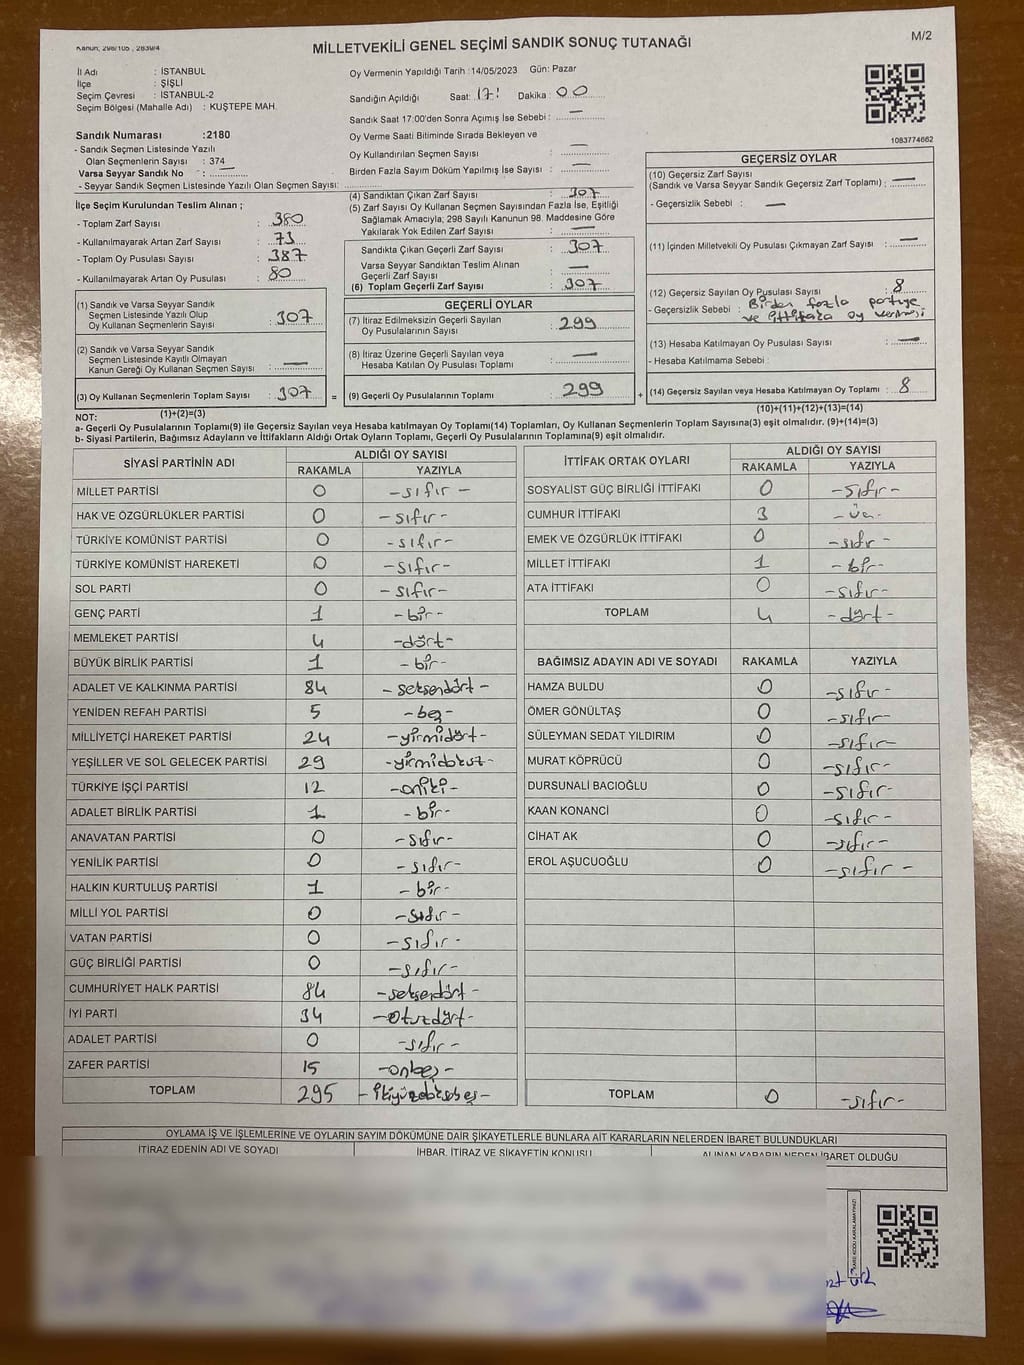 Kanun, 298/105 , 2839/4
MİLLETVEKİLİ GENEL SEÇİMİ SANDIK SONUÇ TUTANAĞI
M/2
İl Adı : İSTANBUL
İlçe : ŞİŞLİ
Seçim Çevresi : İSTANBUL-2
Seçim Bölgesi (Mahalle Adı) : KUŞTEPE MAH.
Oy Vermenin Yapıldığı Tarih :14/05/2023 Gün: Pazar
Sandığın Açıldığı Saat: 17: Dakika : 00
Sandık Saat 17:00'den Sonra Açımış İse Sebebi : —
Oy Verme Saati Bitiminde Sırada Bekleyen ve
Oy Kullandırılan Seçmen Sayısı : —
Birden Fazla Sayım Döküm Yapılmış İse Sayısı : —
1083774662
Sandık Numarası :2180
- Sandık Seçmen Listesinde Yazılı
Olan Seçmenlerin Sayısı : 374
Varsa Seyyar Sandık No : —
- Seyyar Sandık Seçmen Listesinde Yazılı Olan Seçmen Sayısı:
İlçe Seçim Kurulundan Teslim Alınan ;
- Toplam Zarf Sayısı : 380
- Kullanılmayarak Artan Zarf Sayısı : 73
- Toplam Oy Pusulası Sayısı : 387
- Kullanılmayarak Artan Oy Pusulası : 80
(1) Sandık ve Varsa Seyyar Sandık
Seçmen Listesinde Yazılı Olup
Oy Kullanan Seçmenlerin Sayısı : 307
(2) Sandık ve Varsa Seyyar Sandık
Seçmen Listesinde Kayıtlı Olmayan
Kanun Gereği Oy Kullanan Seçmen Sayısı : —
(3) Oy Kullanan Seçmenlerin Toplam Sayısı : 307
(1)+(2)=(3)
(4) Sandıktan Çıkan Zarf Sayısı : 307
(5) Zarf Sayısı Oy Kullanan Seçmen Sayısından Fazla İse, Eşitliği
Sağlamak Amacıyla; 298 Sayılı Kanunun 98. Maddesine Göre
Yakılarak Yok Edilen Zarf Sayısı : —
Sandıkta Çıkan Geçerli Zarf Sayısı : 307
Varsa Seyyar Sandıktan Teslim Alınan
Geçerli Zarf Sayısı : —
(6) Toplam Geçerli Zarf Sayısı : 307
GEÇERLİ OYLAR
(7) İtiraz Edilmeksizin Geçerli Sayılan
Oy Pusulalarının Sayısı : 299
(8) İtiraz Üzerine Geçerli Sayılan veya
Hesaba Katılan Oy Pusulası Toplamı : —
= (9) Geçerli Oy Pusulalarının Toplamı : 299 +
GEÇERSİZ OYLAR
(10) Geçersiz Zarf Sayısı
(Sandık ve Varsa Seyyar Sandık Geçersiz Zarf Toplamı) : —
- Geçersizlik Sebebi : —
(11) İçinden Milletvekili Oy Pusulası Çıkmayan Zarf Sayısı : —
(12) Geçersiz Sayılan Oy Pusulası Sayısı : 8
- Geçersizlik Sebebi : Birden fazla partiye
ve ittifaka oy verilmesi
(13) Hesaba Katılmayan Oy Pusulası Sayısı : —
- Hesaba Katılmama Sebebi :
(14) Geçersiz Sayılan veya Hesaba Katılmayan Oy Toplamı : 8
(10)+(11)+(12)+(13)=(14)
NOT:
a- Geçerli Oy Pusulalarının Toplamı(9) ile Geçersiz Sayılan veya Hesaba katılmayan Oy Toplamı(14) Toplamları, Oy Kullanan Seçmenlerin Toplam Sayısına(3) eşit olmalıdır. (9)+(14)=(3)
b- Siyasi Partilerin, Bağımsız Adayların ve İttifakların Aldığı Ortak Oyların Toplamı, Geçerli Oy Pusulalarının Toplamına(9) eşit olmalıdır.
SİYASİ PARTİNİN ADI
ALDIĞI OY SAYISI
RAKAMLA YAZIYLA
MİLLET PARTİSİ 0 -sıfır-
HAK VE ÖZGÜRLÜKLER PARTİSİ 0 -sıfır-
TÜRKİYE KOMÜNİST PARTİSİ 0 -sıfır-
TÜRKİYE KOMÜNİST HAREKETİ 0 -sıfır-
SOL PARTİ 0 -sıfır-
GENÇ PARTİ 1 -bir-
MEMLEKET PARTİSİ 4 -dört-
BÜYÜK BİRLİK PARTİSİ 1 -bir-
ADALET VE KALKINMA PARTİSİ 84 -seksendört-
YENİDEN REFAH PARTİSİ 5 -beş-
MİLLİYETÇİ HAREKET PARTİSİ 24 -yirmidört-
YEŞİLLER VE SOL GELECEK PARTİSİ 29 -yirmidokuz-
TÜRKİYE İŞÇİ PARTİSİ 12 -oniki-
ADALET BİRLİK PARTİSİ 1 -bir-
ANAVATAN PARTİSİ 0 -sıfır-
YENİLİK PARTİSİ 0 -sıfır-
HALKIN KURTULUŞ PARTİSİ 1 -bir-
MİLLİ YOL PARTİSİ 0 -sıfır-
VATAN PARTİSİ 0 -sıfır-
GÜÇ BİRLİĞİ PARTİSİ 0 -sıfır-
CUMHURİYET HALK PARTİSİ 84 -seksendört-
İYİ PARTİ 34 -otuzdört-
ADALET PARTİSİ 0 -sıfır-
ZAFER PARTİSİ 15 -onbeş-
TOPLAM 295 -ikiyüzdoksanbeş-
İTTİFAK ORTAK OYLARI
ALDIĞI OY SAYISI
RAKAMLA YAZIYLA
SOSYALİST GÜÇ BİRLİĞİ İTTİFAKI 0 -sıfır-
CUMHUR İTTİFAKI 3 -üç-
EMEK VE ÖZGÜRLÜK İTTİFAKI 0 -sıfır-
MİLLET İTTİFAKI 1 -bir-
ATA İTTİFAKI 0 -sıfır-
TOPLAM 4 -dört-
BAĞIMSIZ ADAYIN ADI VE SOYADI RAKAMLA YAZIYLA
HAMZA BULDU 0 -sıfır-
ÖMER GÖNÜLTAŞ 0 -sıfır-
SÜLEYMAN SEDAT YILDIRIM 0 -sıfır-
MURAT KÖPRÜCÜ 0 -sıfır-
DURSUNALİ BACIOĞLU 0 -sıfır-
KAAN KONANCİ 0 -sıfır-
CİHAT AK 0 -sıfır-
EROL AŞUCUOĞLU 0 -sıfır-
TOPLAM 0 -sıfır-
OYLAMA İŞ VE İŞLEMLERİNE VE OYLARIN SAYIM DÖKÜMÜNE DAİR ŞİKAYETLERLE BUNLARA AİT KARARLARIN NELERDEN İBARET BULUNDUKLARI
İTİRAZ EDENİN ADI VE SOYADI
İHBAR, İTİRAZ VE ŞİKAYETİN KONUSU
ALINAN KARARIN NEDEN İBARET OLDUĞU